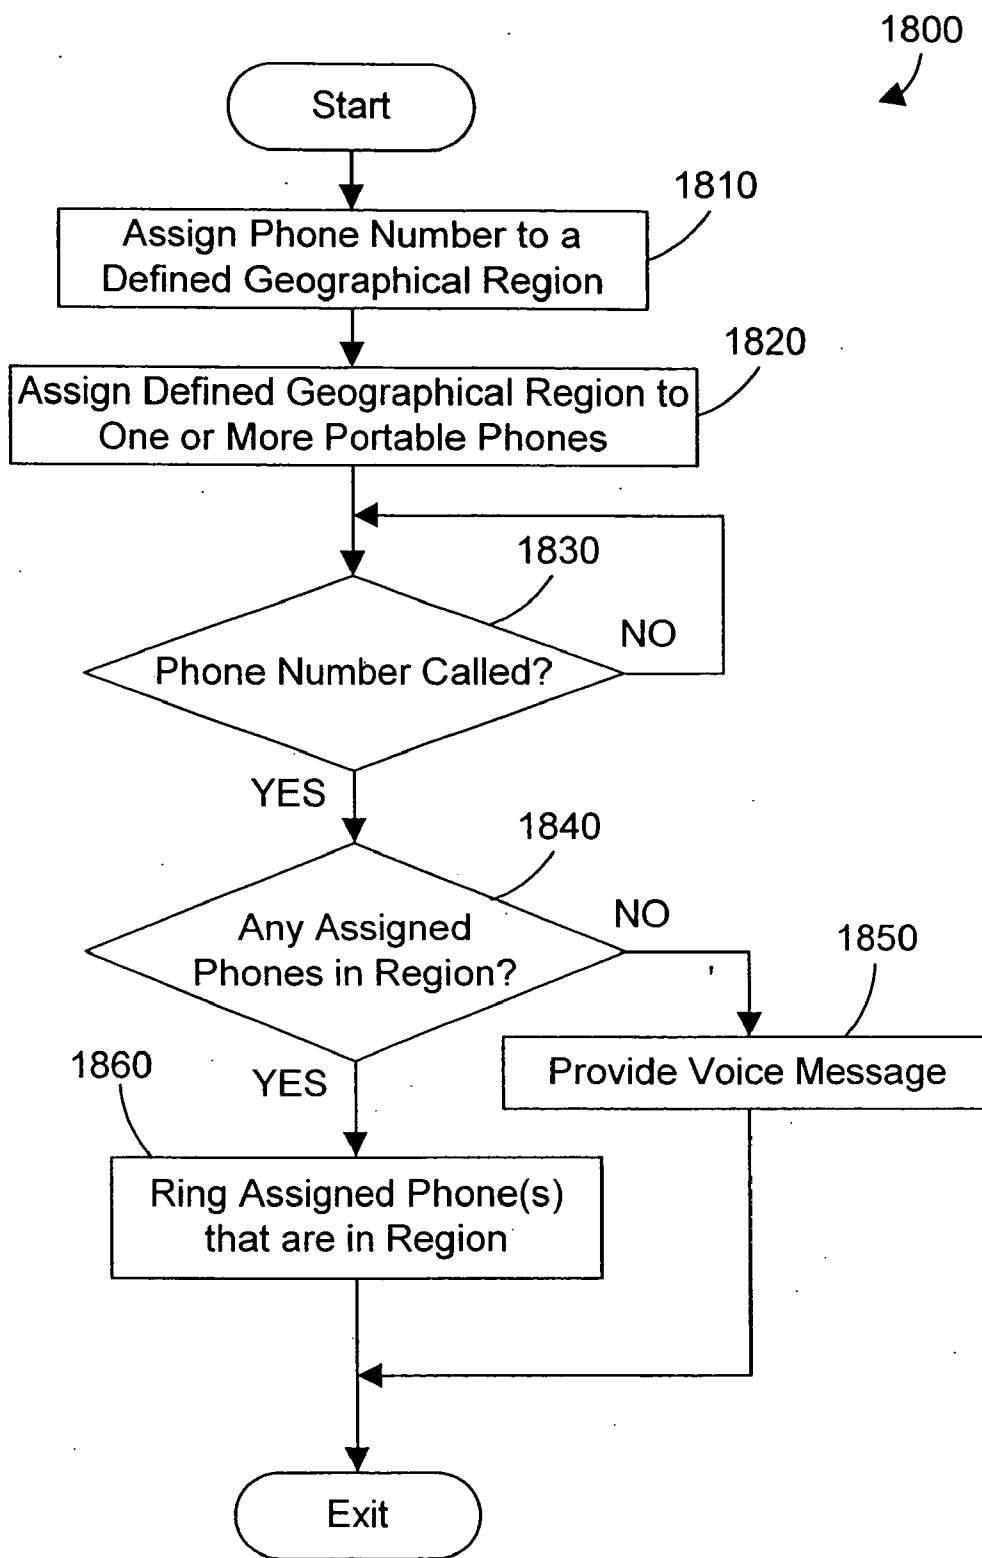 1800
Start
1810
Assign Phone Number to a
Defined Geographical Region
1820
Assign Defined Geographical Region to
One or More Portable Phones
1830
NO
Phone Number Called?
YES
1840
NO
Any Assigned
Phones in Region?
1850
1860
YES
Provide Voice Message
Ring Assigned Phone(s)
that are in Region
Exit